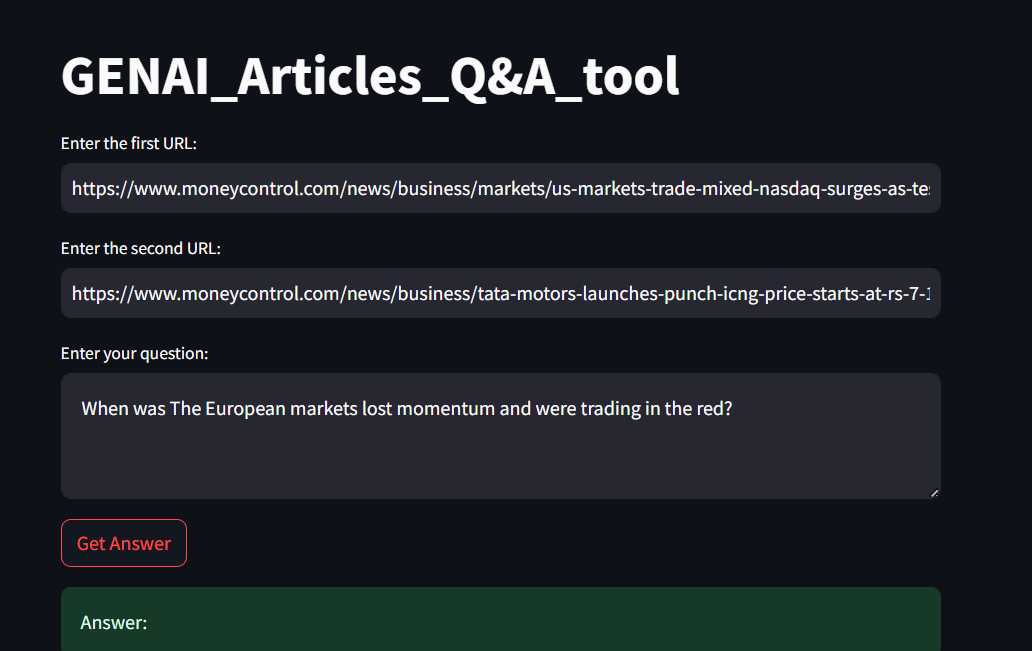 GENAI_Articles_Q&A_tool
Enter the first URL:
https://www.moneycontrol.com/news/business/markets/us-markets-trade-mixed-nasdaq-surges-as-tes
Enter the second URL:
https://www.moneycontrol.com/news/business/tata-motors-launches-punch-icng-price-starts-at-rs-7-1
Enter your question:
When was The European markets lost momentum and were trading in the red?
Get Answer
Answer: